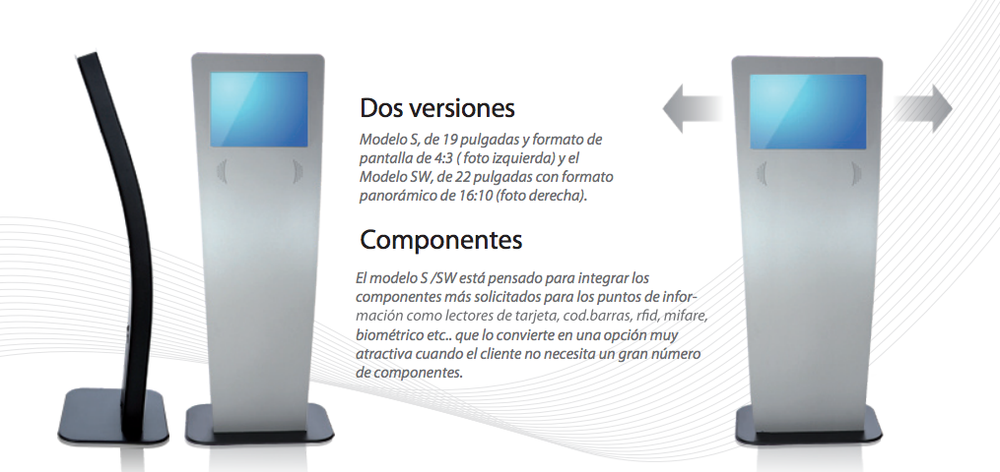 Dos versiones
Modelo S, de 19 pulgadas y formato de
pantalla de 4:3 ( foto izquierda) y el
Modelo SW, de 22 pulgadas con formato
panorámico de 16:10 (foto derecha).
Componentes
El modelo S /SW está pensado para integrar los
componentes más solicitados para los puntos de infor-
mación como lectores de tarjeta, cod.barras, rfid, mifare,
biométrico etc.. que lo convierte en una opción muy
atractiva cuando el cliente no necesita un gran número
de componentes.